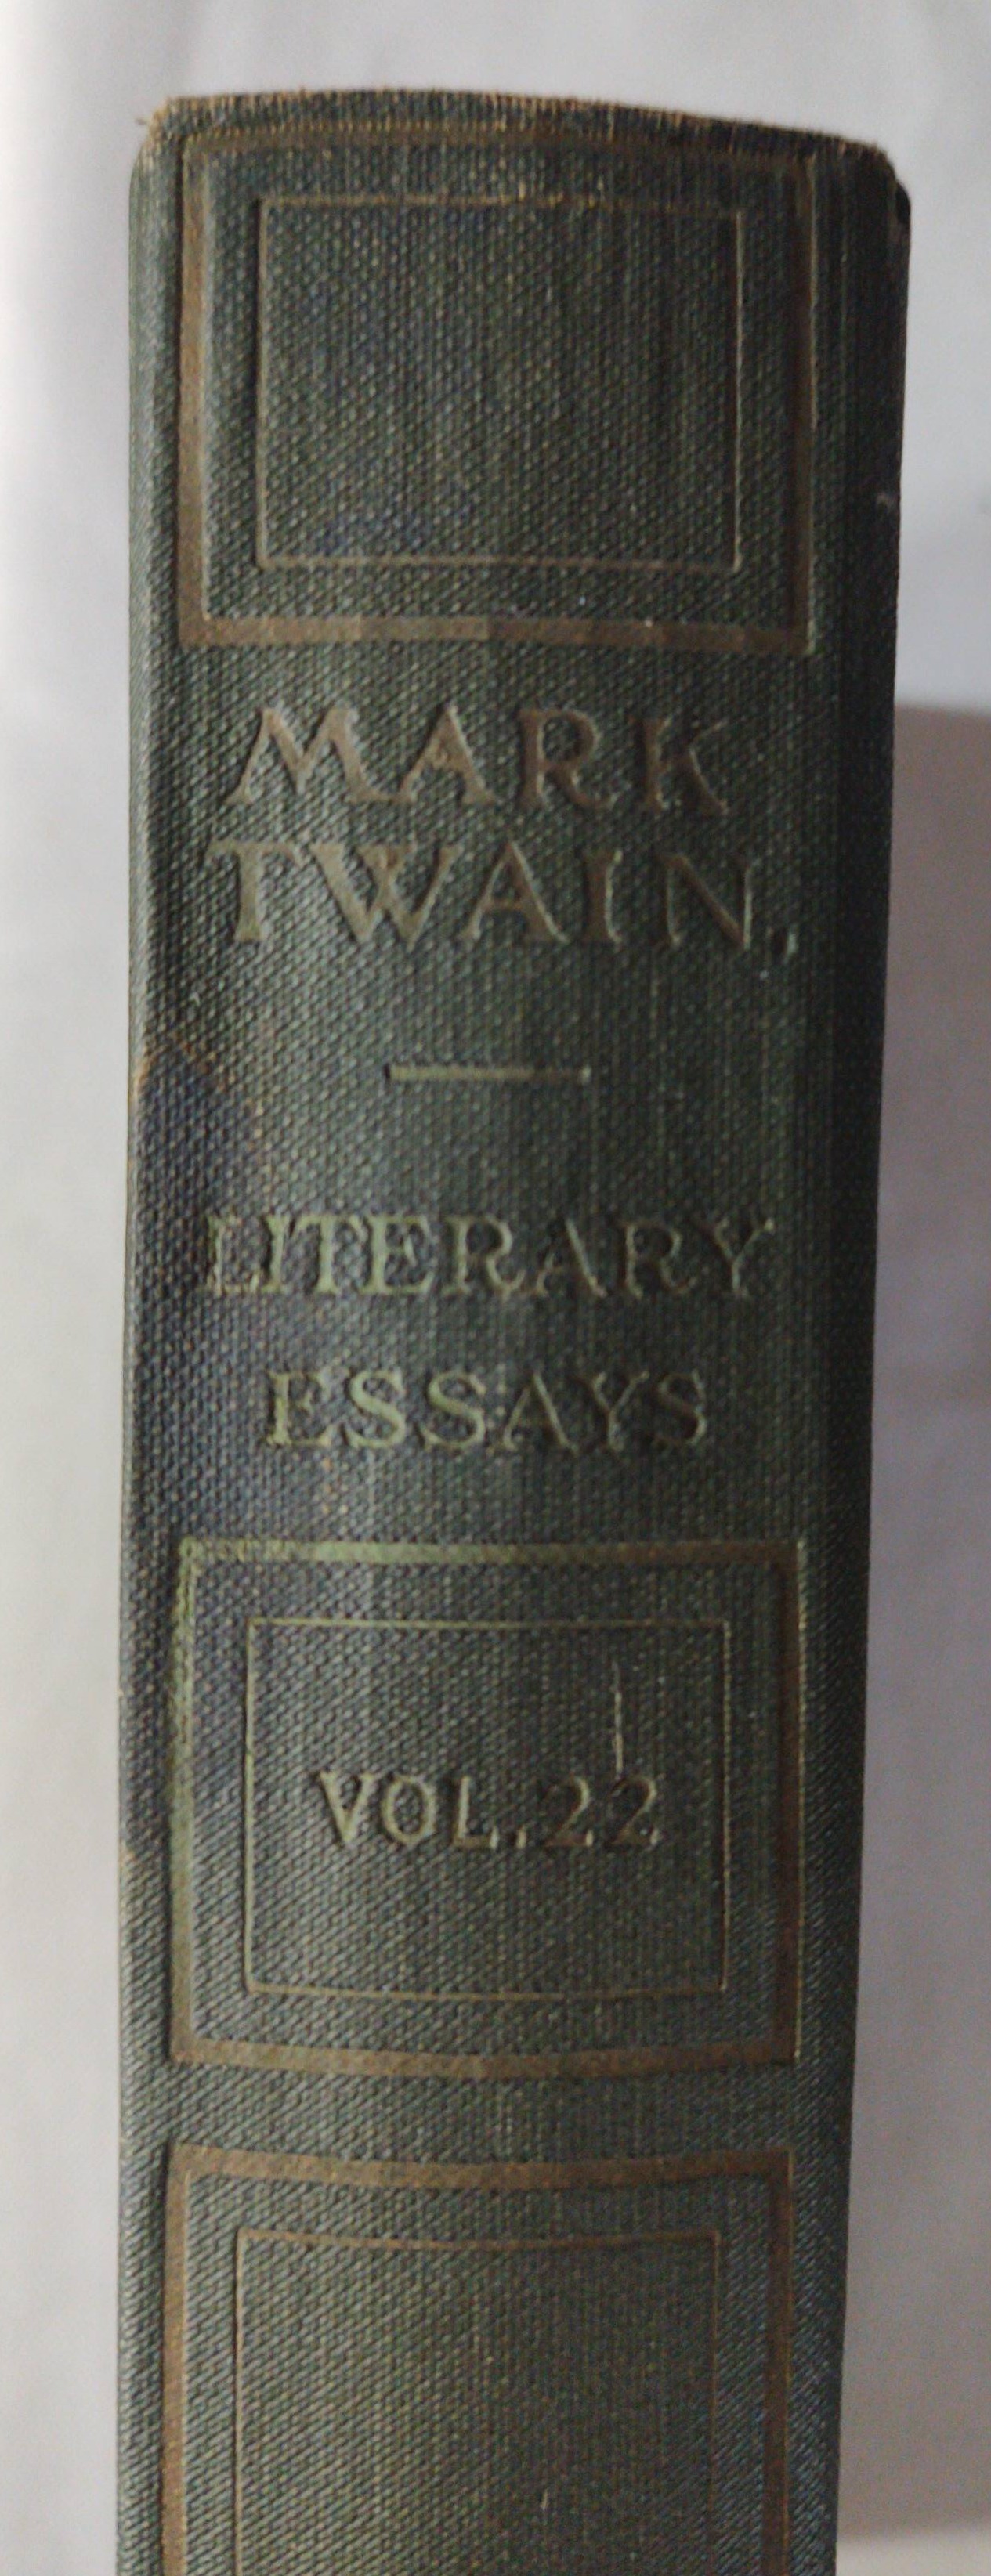 MARK
TWAIN.
LITERARY
ESSAYS
VOL.22